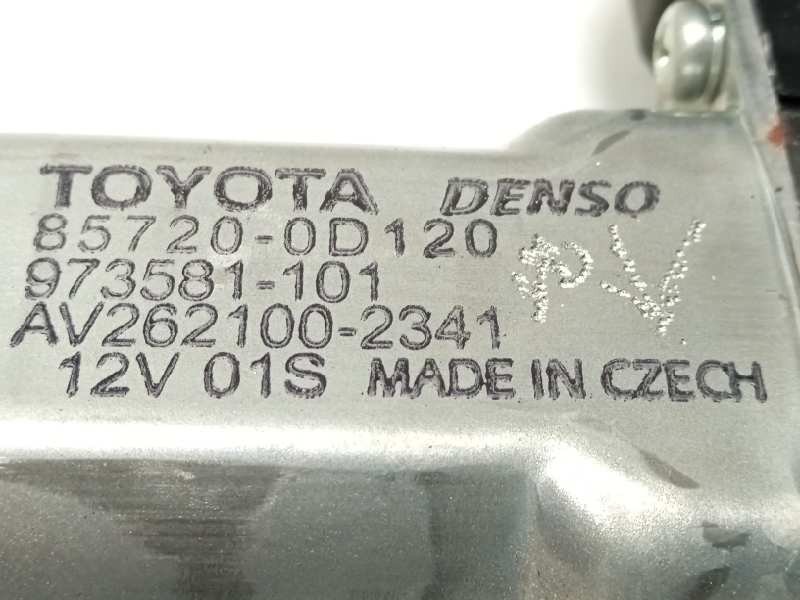 TOYOTA DENSO
85720-0D120
973581-101
AV262100-2341
12V 01S MADE IN CZECH